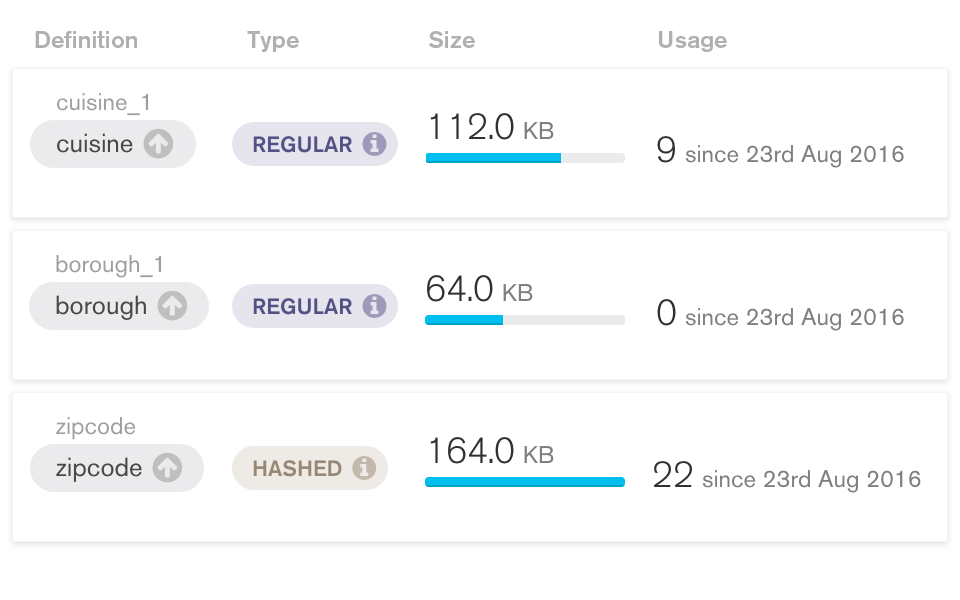 Definition Type Size Usage
cuisine_1
cuisine REGULAR 112.0 KB 9 since 23rd Aug 2016
borough_1
borough REGULAR 64.0 KB 0 since 23rd Aug 2016
zipcode
zipcode HASHED 164.0 KB 22 since 23rd Aug 2016